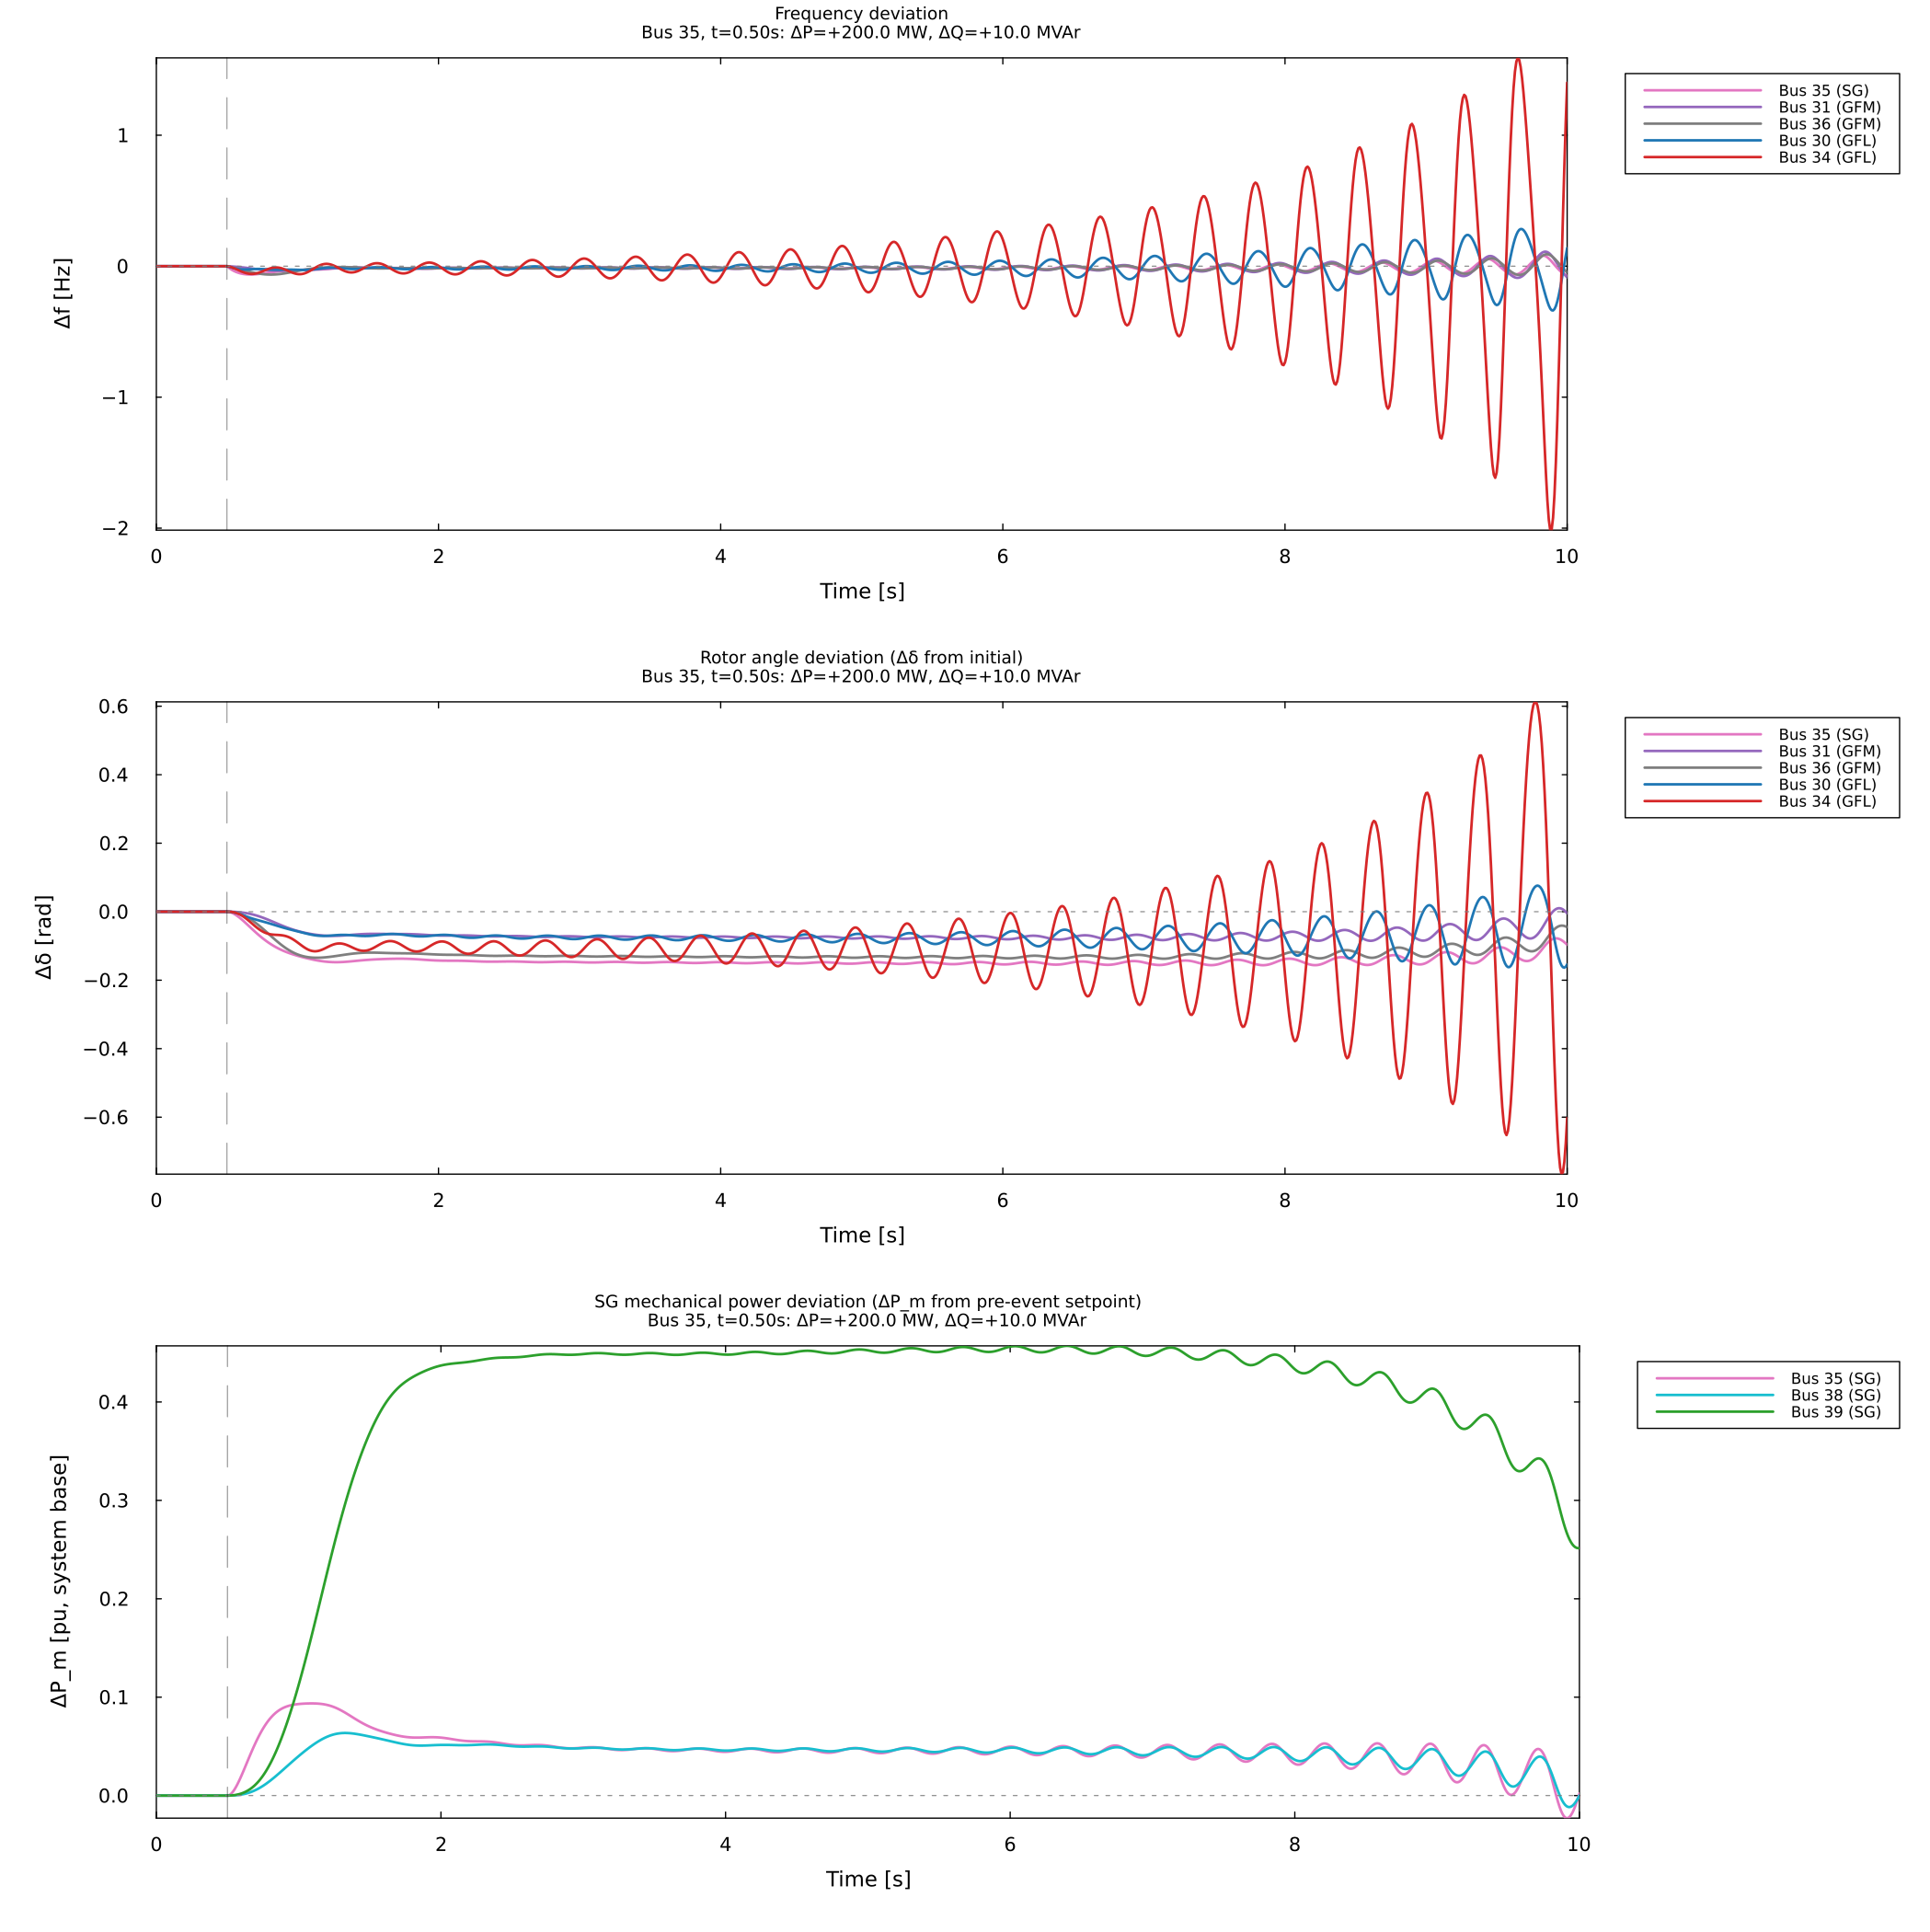 Frequency deviation
Bus 35, t=0.50s: ΔP=+200.0 MW, ΔQ=+10.0 MVAr
Δf [Hz]
1
0
−1
−2
0 2 4 6 8 10
Time [s]
Bus 35 (SG)
Bus 31 (GFM)
Bus 36 (GFM)
Bus 30 (GFL)
Bus 34 (GFL)
Rotor angle deviation (Δδ from initial)
Bus 35, t=0.50s: ΔP=+200.0 MW, ΔQ=+10.0 MVAr
Δδ [rad]
0.6
0.4
0.2
0.0
−0.2
−0.4
−0.6
0 2 4 6 8 10
Time [s]
Bus 35 (SG)
Bus 31 (GFM)
Bus 36 (GFM)
Bus 30 (GFL)
Bus 34 (GFL)
SG mechanical power deviation (ΔP_m from pre-event setpoint)
Bus 35, t=0.50s: ΔP=+200.0 MW, ΔQ=+10.0 MVAr
ΔP_m [pu, system base]
0.4
0.3
0.2
0.1
0.0
0 2 4 6 8 10
Time [s]
Bus 35 (SG)
Bus 38 (SG)
Bus 39 (SG)